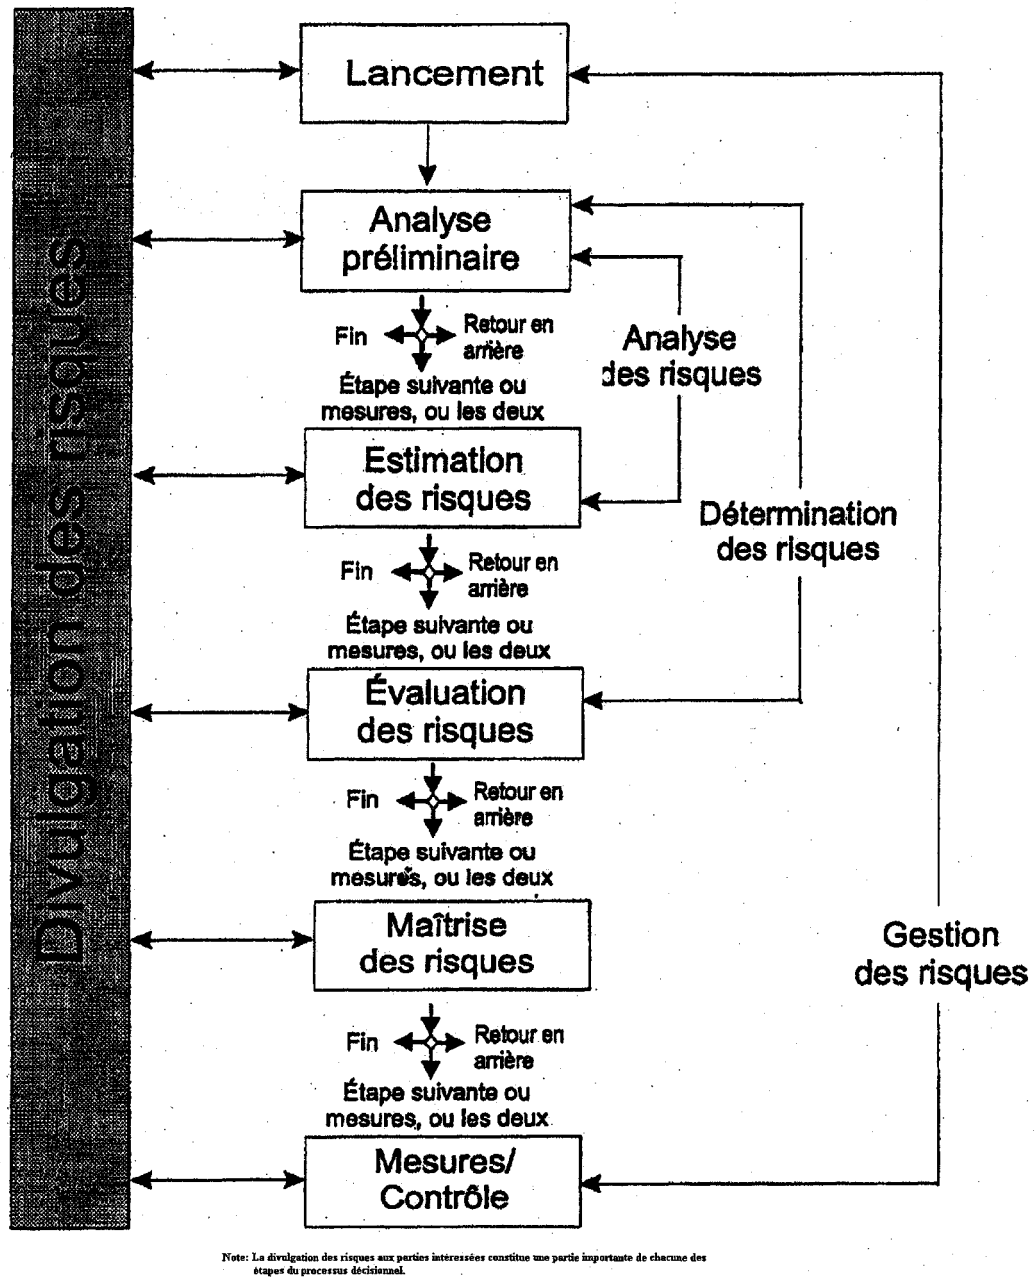 Divulgation des risques
Lancement
Analyse
préliminaire
Fin
Retour en
arrière
Étape suivante ou
mesures, ou les deux
Analyse
des risques
Estimation
des risques
Détermination
des risques
Fin
Retour en
arrière
Étape suivante ou
mesures, ou les deux
Évaluation
des risques
Fin
Retour en
arrière
Étape suivante ou
mesures, ou les deux
Maîtrise
des risques
Gestion
des risques
Fin
Retour en
arrière
Étape suivante ou
mesures, ou les deux
Mesures/
Contrôle
Note: La divulgation des risques aux parties intéressées constitue une partie importante de chacune des
étapes du processus décisionnel.